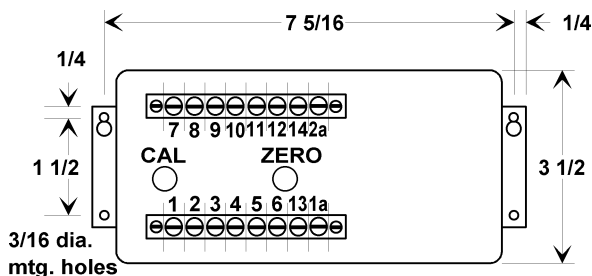 7 5/16
1/4
1/4
7 8 9 10 11 12 14 2a
CAL ZERO
1 1/2
3 1/2
1 2 3 4 5 6 13 1a
3/16 dia.
mtg. holes